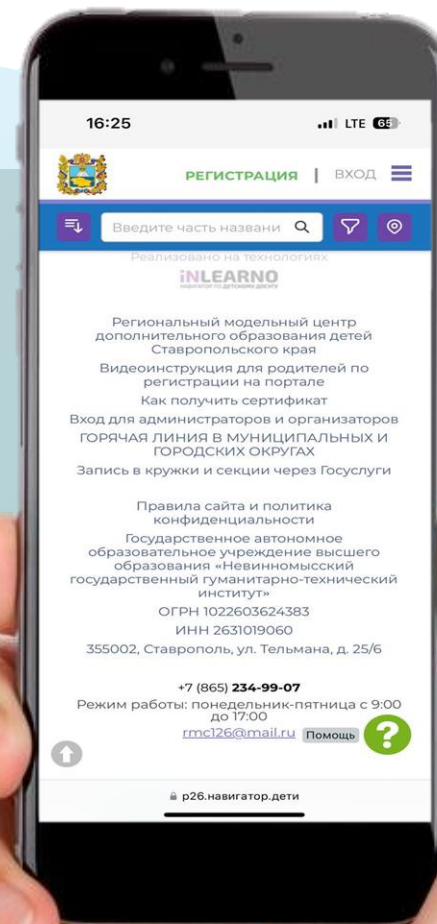 16:25
LTE 65
РЕГИСТРАЦИЯ | ВХОД
Введите часть названи
Реализовано на технологиях
iNLEARNO
НАВИГАТОР ПО ДЕТСКОМУ ДОСУГУ
Региональный модельный центр
дополнительного образования детей
Ставропольского края
Видеоинструкция для родителей по
регистрации на портале
Как получить сертификат
Вход для администраторов и организаторов
ГОРЯЧАЯ ЛИНИЯ В МУНИЦИПАЛЬНЫХ И
ГОРОДСКИХ ОКРУГАХ
Запись в кружки и секции через Госуслуги
Правила сайта и политика
конфиденциальности
Государственное автономное
образовательное учреждение высшего
образования «Невинномысский
государственный гуманитарно-технический
институт»
ОГРН 1022603624383
ИНН 2631019060
355002, Ставрополь, ул. Тельмана, д. 25/6
+7 (865) 234-99-07
Режим работы: понедельник-пятница с 9:00
до 17:00
rmc126@mail.ru Помощь ?
р26.навигатор.дети